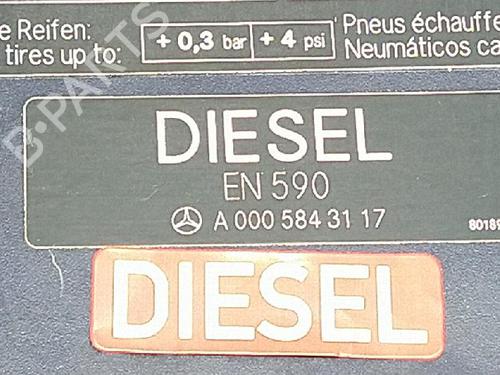 e Reifen:
tires up to:
+ 0,3 bar + 4 psi
Pneus échauffe
Neumáticos ca
DIESEL
EN 590
A 000 584 31 17
8018
DIESEL
B-PARTS